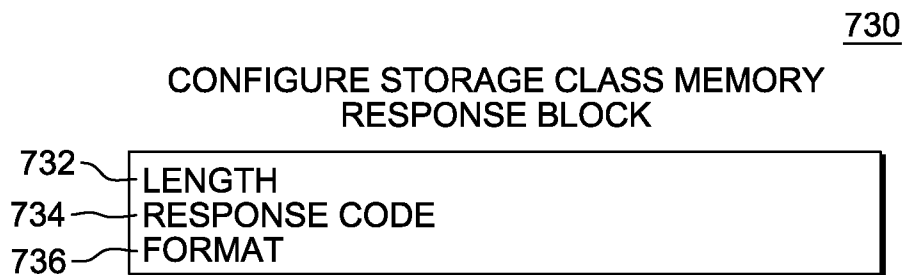 730
CONFIGURE STORAGE CLASS MEMORY
RESPONSE BLOCK
732 LENGTH
734 RESPONSE CODE
736 FORMAT